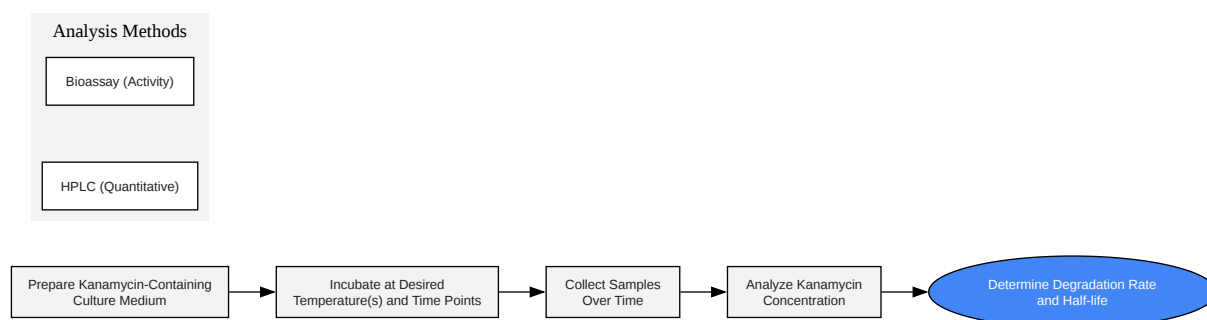 Analysis Methods
Bioassay (Activity)
HPLC (Quantitative)
Prepare Kanamycin-Containing
Culture Medium
Incubate at Desired
Temperature(s) and Time Points
Collect Samples
Over Time
Analyze Kanamycin
Concentration
Determine Degradation Rate
and Half-life